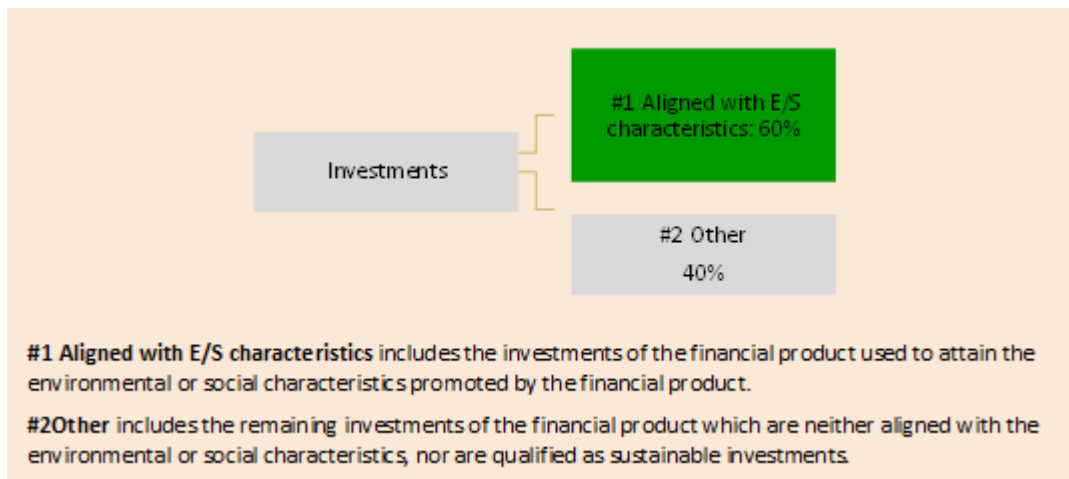 #1 Aligned with E/S
characteristics: 60%
Investments
#2 Other
40%
#1 Aligned with E/S characteristics includes the investments of the financial product used to attain the
environmental or social characteristics promoted by the financial product.
#2Other includes the remaining investments of the financial product which are neither aligned with the
environmental or social characteristics, nor are qualified as sustainable investments.